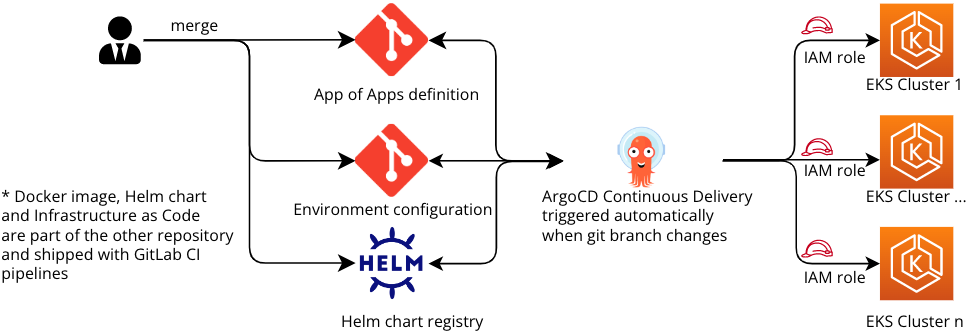 merge
App of Apps definition
Environment configuration
* Docker image, Helm chart
and Infrastructure as Code
are part of the other repository
and shipped with GitLab CI
pipelines
HELM
Helm chart registry
ArgoCD Continuous Delivery
triggered automatically
when git branch changes
IAM role
K
EKS Cluster 1
IAM role
K
EKS Cluster ...
IAM role
K
EKS Cluster n